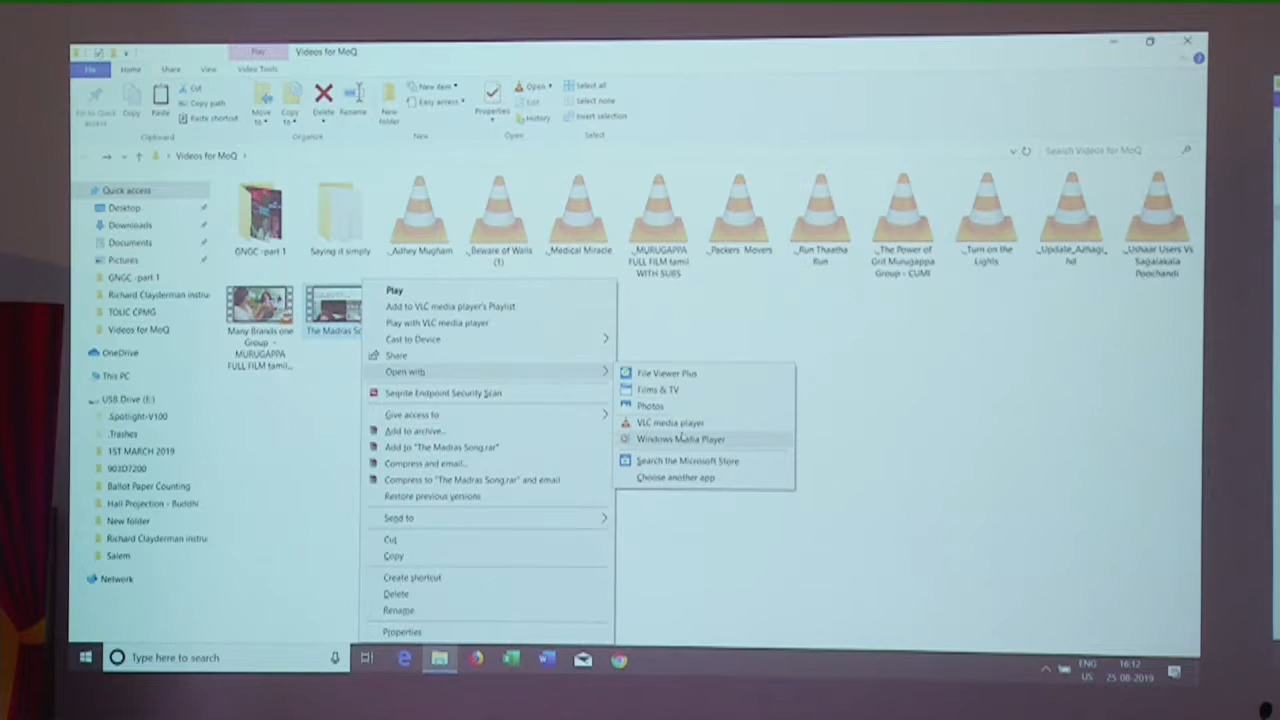 Play
Videos for MoQ
File
Home
Share
View
Video Tools
Pin to Quick access
Copy
Paste
Cut
Copy path
Paste shortcut
Clipboard
Move to
Copy to
Delete
Rename
Organize
New folder
New item
Easy access
New
Properties
Open
Edit
History
Open
Select all
Select none
Invert selection
Select
Videos for MoQ
Search Videos for MoQ
Quick access
Desktop
Downloads
Documents
Pictures
GNGC -part 1
Richard Clayderman instru
TOLIC CPMG
Videos for MoQ
OneDrive
This PC
USB Drive (E:)
.Spotlight-V100
.Trashes
1ST MARCH 2019
903D7200
Ballot Paper Counting
Hall Projection - Buddhi
New folder
Richard Clayderman instru
Salem
Network
GNGC -part 1
Saying it simply
_Adhey Mugham
_Beware of Walls
(1)
_Medical Miracle
_MURUGAPPA
FULL FILM tamil
WITH SUBS
_Packers Movers
_Run Thaatha
Run
_The Power of
Grit Murugappa
Group - CUMI
_Turn on the
Lights
_Ushaar Users Vs
Sagalakala
Poochandi
Many Brands one
Group -
MURUGAPPA
FULL FILM tamil...
The Madras So
Play
Add to VLC media player's Playlist
Play with VLC media player
Cast to Device
Share
Open with
Seqrite Endpoint Security Scan
Give access to
Add to archive...
Add to "The Madras Song.rar"
Compress and email...
Compress to "The Madras Song.rar" and email
Restore previous versions
Send to
Cut
Copy
Create shortcut
Delete
Rename
Properties
File Viewer Plus
Films & TV
Photos
VLC media player
Windows Media Player
Search the Microsoft Store
Choose another app
Type here to search
ENG
US
16:12
25-08-2019